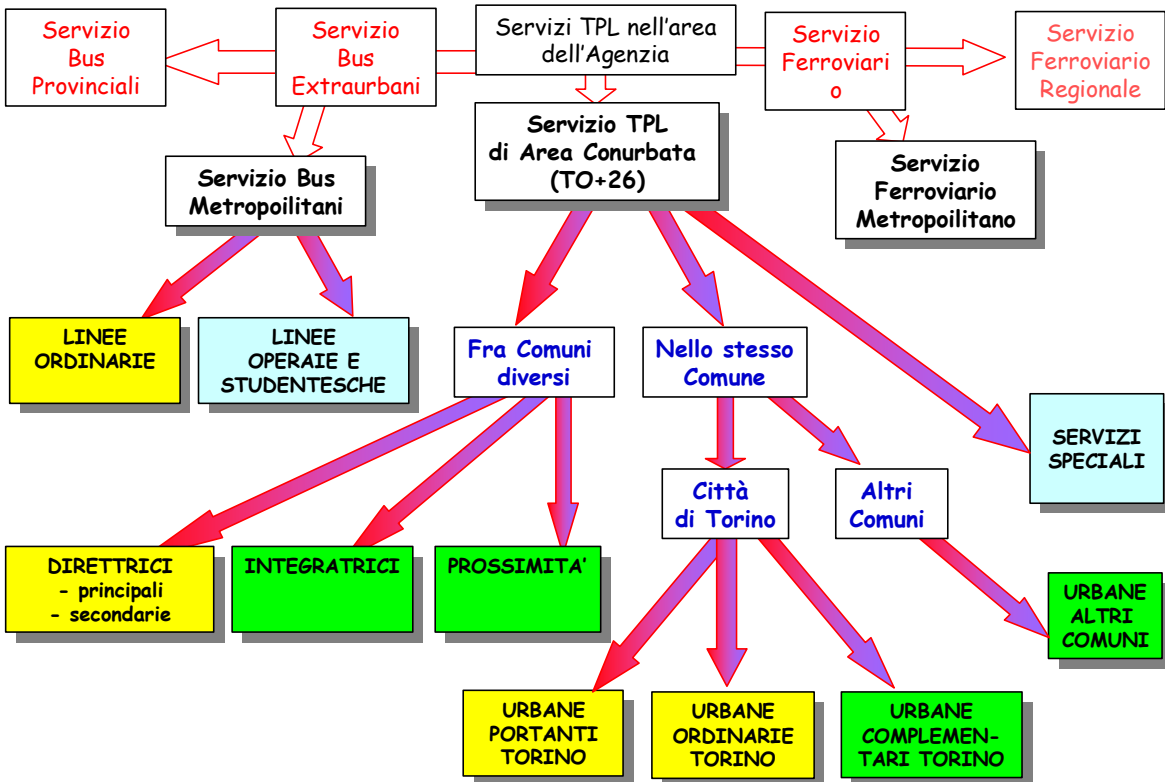 Servizio
Bus
Provinciali
Servizio
Bus
Extraurbani
Servizi TPL nell'area
dell'Agenzia
Servizio
Ferroviari
o
Servizio
Ferroviario
Regionale
Servizio Bus
Metropoilitani
Servizio TPL
di Area Conurbata
(TO+26)
Servizio
Ferroviario
Metropoilitano
LINEE
ORDINARIE
LINEE
OPERAIE E
STUDENTESCHE
Fra Comuni
diversi
Nello stesso
Comune
SERVIZI
SPECIALI
Città
di Torino
Altri
Comuni
DIRETTRICI
- principali
- secondarie
INTEGRATRICI
PROSSIMITA'
URBANE
ALTRI
COMUNI
URBANE
PORTANTI
TORINO
URBANE
ORDINARIE
TORINO
URBANE
COMPLEMEN-
TARI TORINO